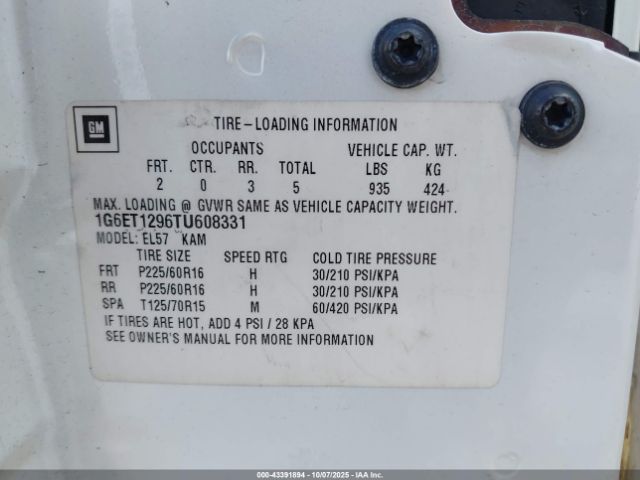 GM
TIRE-LOADING INFORMATION
OCCUPANTS VEHICLE CAP. WT.
FRT. CTR. RR. TOTAL LBS KG
2 0 3 5 935 424
MAX. LOADING @ GVWR SAME AS VEHICLE CAPACITY WEIGHT.
1G6ET1296TU608331
MODEL: EL57 KAM
TIRE SIZE SPEED RTG COLD TIRE PRESSURE
FRT P225/60R16 H 30/210 PSI/KPA
RR P225/60R16 H 30/210 PSI/KPA
SPA T125/70R15 M 60/420 PSI/KPA
IF TIRES ARE HOT, ADD 4 PSI / 28 KPA
SEE OWNER'S MANUAL FOR MORE INFORMATION
000-43391894 - 10/07/2025 - COPYRIGHT © IAA, LLC.